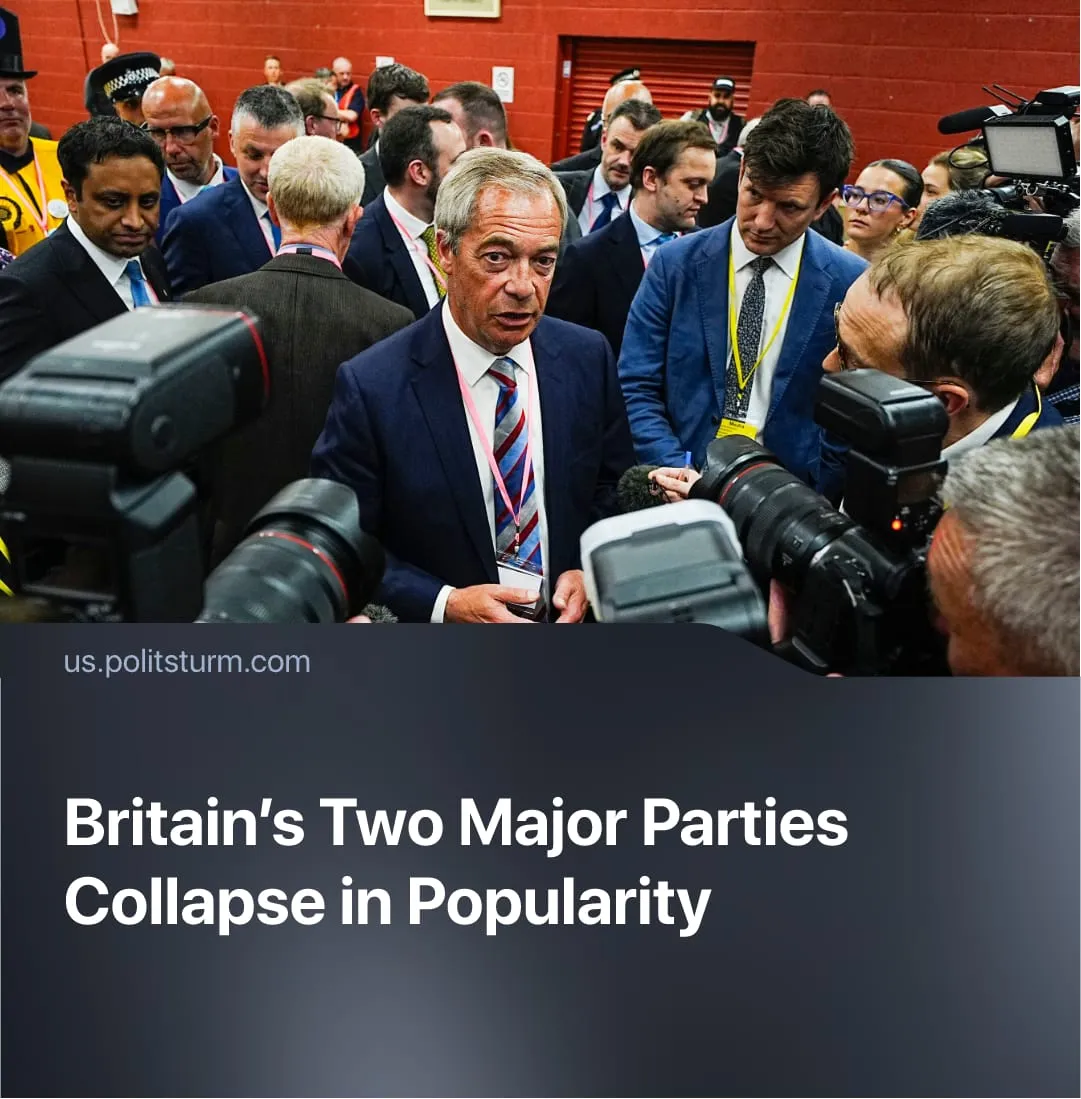 us.politsturm.com
Britain’s Two Major Parties
Collapse in Popularity